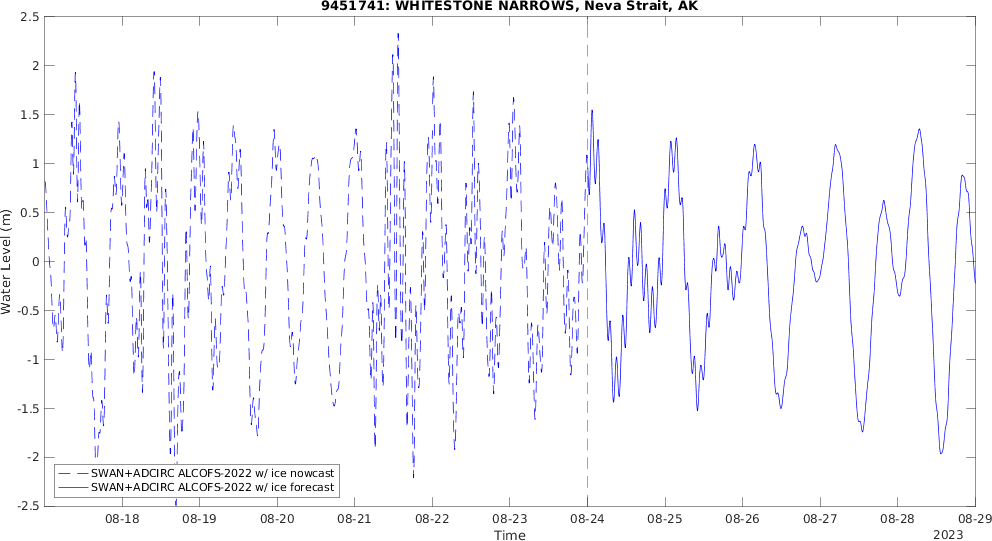 9451741: WHITESTONE NARROWS, Neva Strait, AK
2.5
2
1.5
1
0.5
0
-0.5
-1
-1.5
-2
-2.5
Water Level (m)
SWAN+ADCIRC ALCOFS-2022 w/ ice nowcast
SWAN+ADCIRC ALCOFS-2022 w/ ice forecast
08-18 08-19 08-20 08-21 08-22 08-23 08-24 08-25 08-26 08-27 08-28 08-29
Time
2023